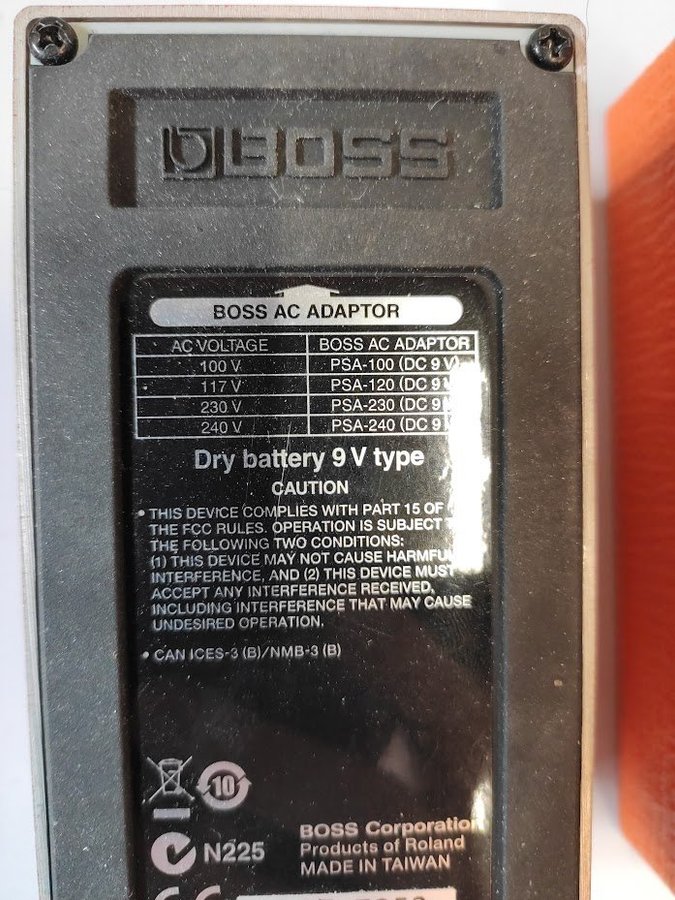 BOSS
BOSS AC ADAPTOR
AC VOLTAGE BOSS AC ADAPTOR
100 V PSA-100 (DC 9 V)
117 V PSA-120 (DC 9
230 V PSA-230 (DC 9
240 V PSA-240 (DC 9
Dry battery 9 V type
CAUTION
• THIS DEVICE COMPLIES WITH PART 15 OF
THE FCC RULES. OPERATION IS SUBJECT
THE FOLLOWING TWO CONDITIONS:
(1) THIS DEVICE MAY NOT CAUSE HARMFUL
INTERFERENCE, AND (2) THIS DEVICE MUST
ACCEPT ANY INTERFERENCE RECEIVED,
INCLUDING INTERFERENCE THAT MAY CAUSE
UNDESIRED OPERATION.
• CAN ICES-3 (B)/NMB-3 (B)
10
N225
BOSS Corporation
Products of Roland
MADE IN TAIWAN